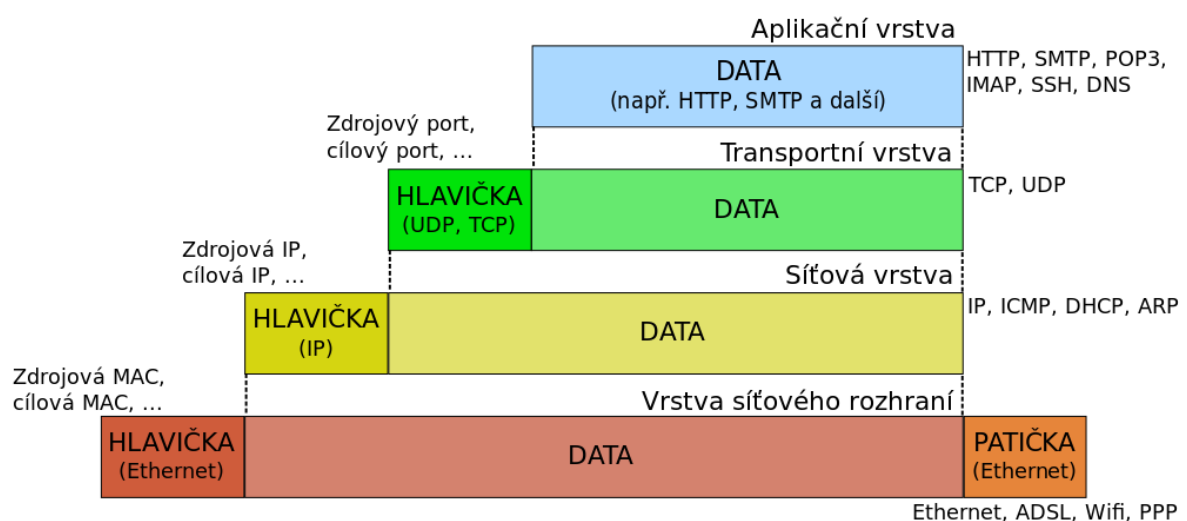 Aplikační vrstva
DATA
(např. HTTP, SMTP a další)
HTTP, SMTP, POP3,
IMAP, SSH, DNS
Zdrojový port,
cílový port, …
Transportní vrstva
HLAVIČKA
(UDP, TCP)
DATA
TCP, UDP
Zdrojová IP,
cílová IP, …
Síťová vrstva
HLAVIČKA
(IP)
DATA
IP, ICMP, DHCP, ARP
Zdrojová MAC,
cílová MAC, …
Vrstva síťového rozhraní
HLAVIČKA
(Ethernet)
DATA
PATIČKA
(Ethernet)
Ethernet, ADSL, Wifi, PPP